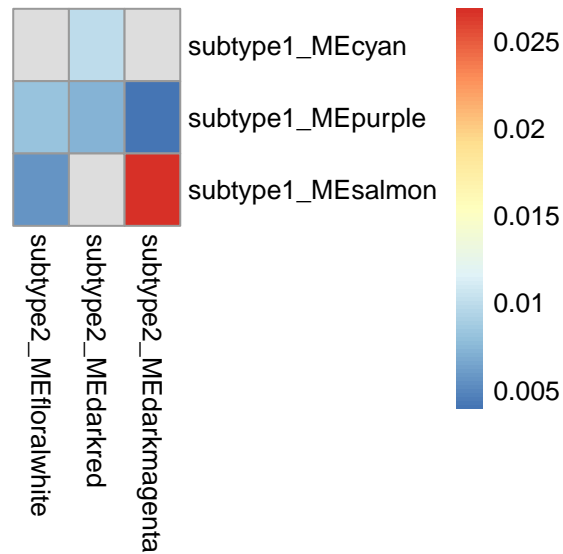 subtype1_MEcyan
subtype1_MEpurple
subtype1_MEsalmon
subtype2_MEfloralwhite
subtype2_MEdarkred
subtype2_MEdarkmagenta
0.025
0.02
0.015
0.01
0.005